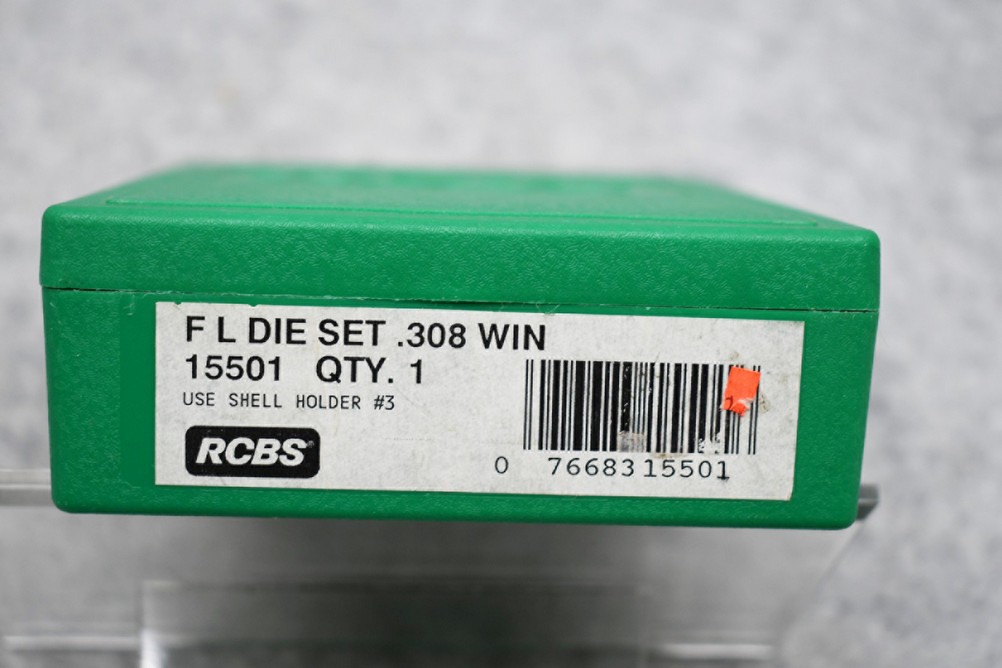 F L DIE SET .308 WIN
15501 QTY. 1
USE SHELL HOLDER #3
RCBS
0 7668315501